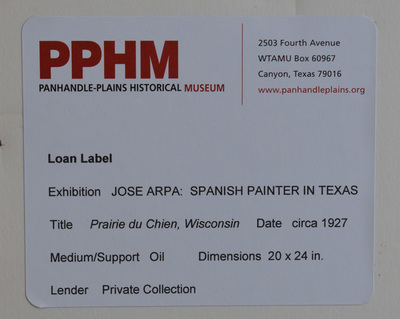 PPHM
PANHANDLE-PLAINS HISTORICAL MUSEUM
2503 Fourth Avenue
WTAMU Box 60967
Canyon, Texas 79016
www.panhandleplains.org
Loan Label
Exhibition JOSE ARPA: SPANISH PAINTER IN TEXAS
Title Prairie du Chien, Wisconsin Date circa 1927
Medium/Support Oil Dimensions 20 x 24 in.
Lender Private Collection